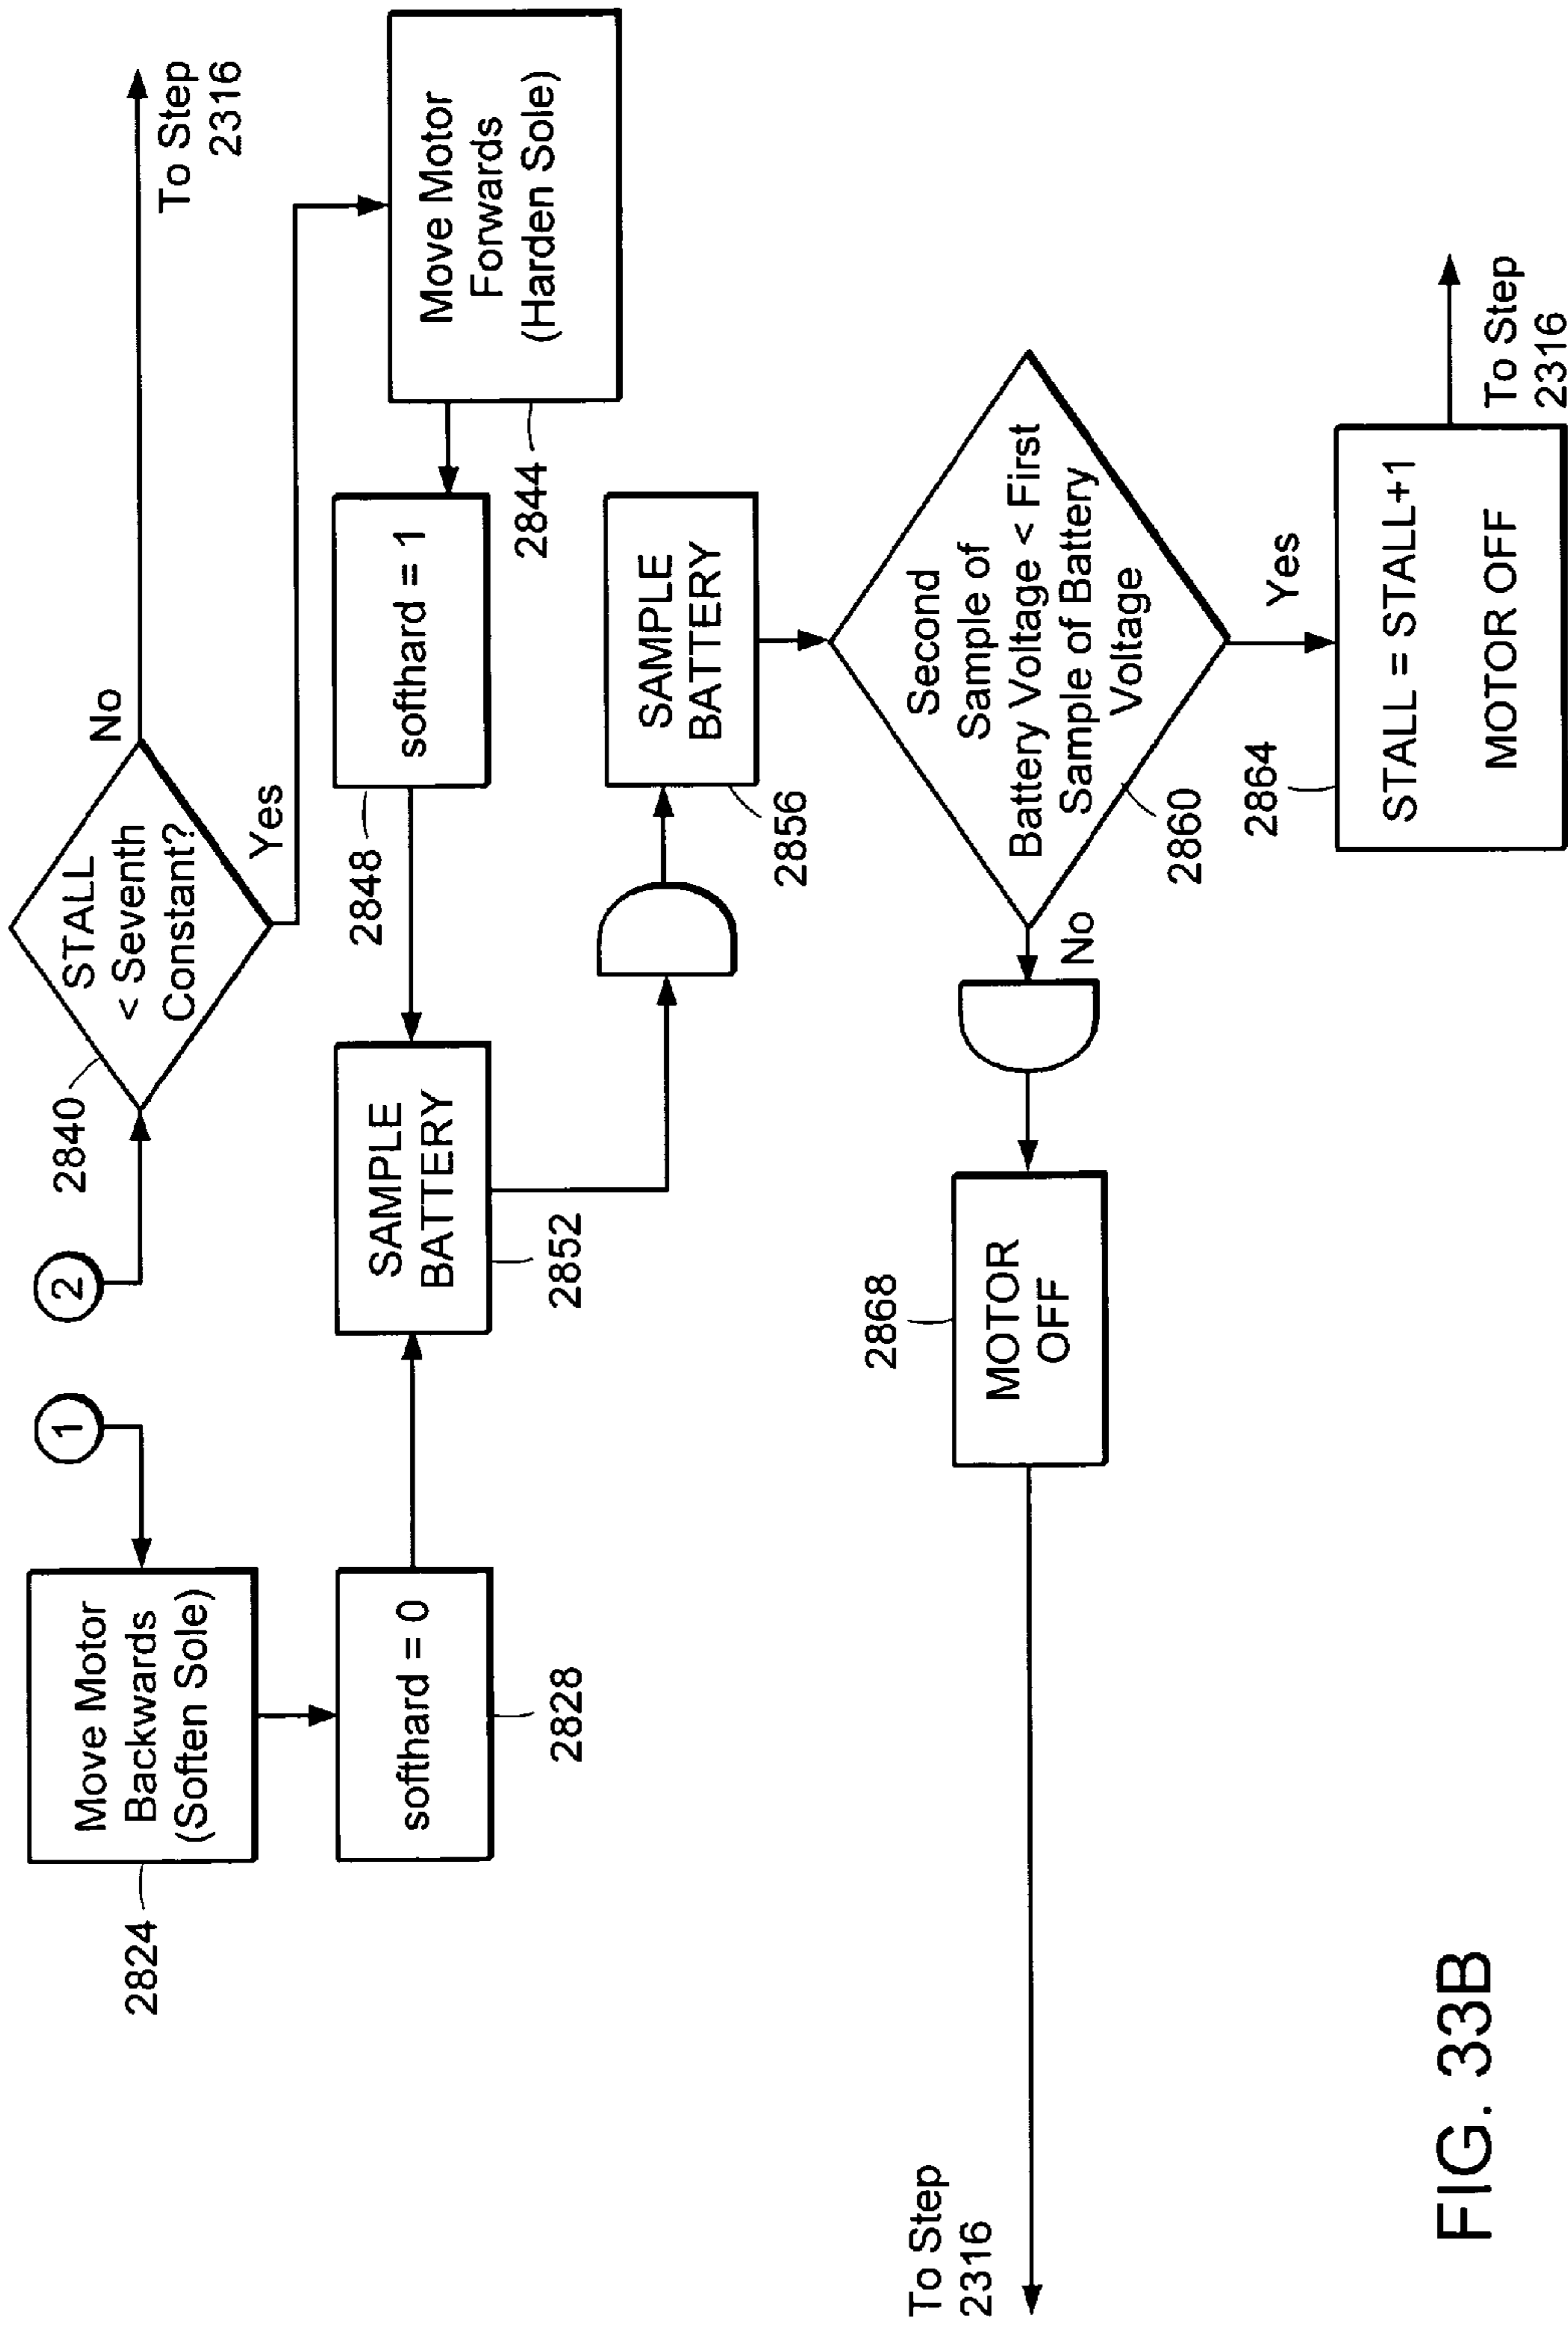 1
2
2824
Move Motor
Backwards
(Soften Sole)
2840
STALL
< Seventh
Constant?
No
Yes
To Step
2316
softhard = 0
2828
SAMPLE
BATTERY
2852
2848
softhard = 1
Move Motor
Forwards
(Harden Sole)
2844
SAMPLE
BATTERY
2856
To Step
2316
2868
MOTOR
OFF
No
Second
Sample of
Battery Voltage < First
Sample of Battery
Voltage
2860
Yes
2864
STALL = STALL+1
MOTOR OFF
To Step
2316
FIG. 33B